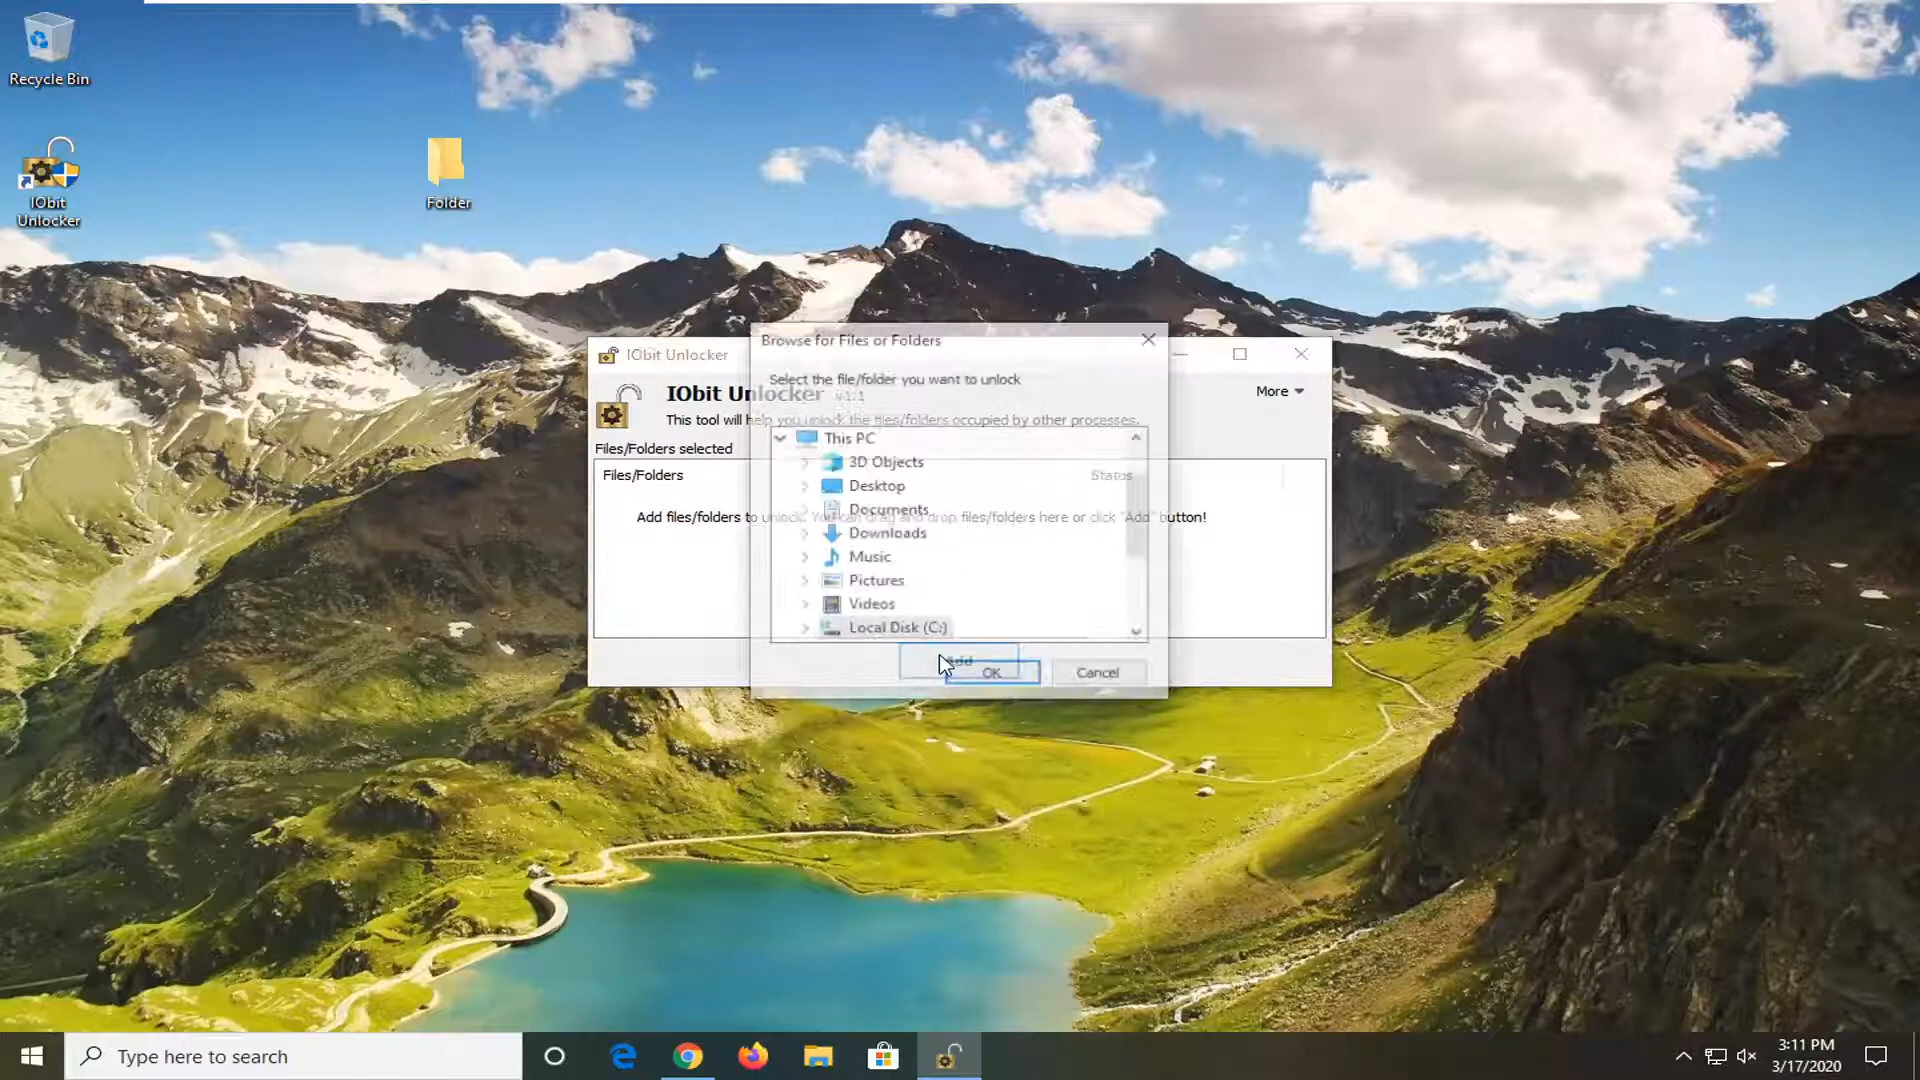 Recycle Bin
IObit
Unlocker
Folder
Browse for Files or Folders
IObit Unlocker
Select the file/folder you want to unlock
IObit Unlocker
More
This tool will help you unlock the files/folders occupied by other processes.
Files/Folders selected
This PC
3D Objects
Files/Folders
Status
Desktop
Documents
Add files/folders to unlock. You can drag and drop files/folders here or click "Add" button!
Downloads
Music
Pictures
Videos
Local Disk (C:)
Add
OK
Cancel
Type here to search
3:11 PM
3/17/2020